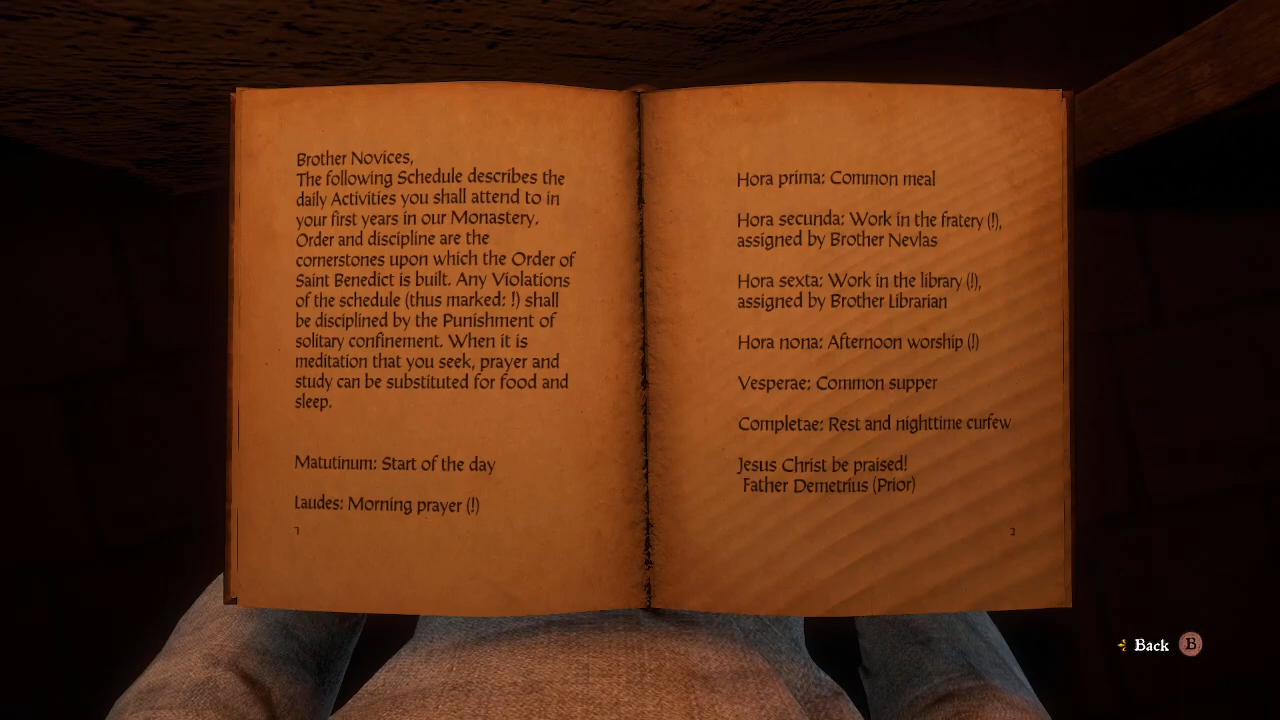 Brother Novices,
The following Schedule describes the
daily Activities you shall attend to in
your first years in our Monastery.
Order and discipline are the
cornerstones upon which the Order of
Saint Benedict is built. Any Violations
of the schedule (thus marked: !) shall
be disciplined by the Punishment of
solitary confinement. When it is
meditation that you seek, prayer and
study can be substituted for food and
sleep.
Matutinum: Start of the day
Laudes: Morning prayer (!)
1
Hora prima: Common meal
Hora secunda: Work in the fratery (!),
assigned by Brother Nevlas
Hora sexta: Work in the library (!),
assigned by Brother Librarian
Hora nona: Afternoon worship (!)
Vesperae: Common supper
Completae: Rest and nighttime curfew
Jesus Christ be praised!
Father Demetrius (Prior)
2
Back B